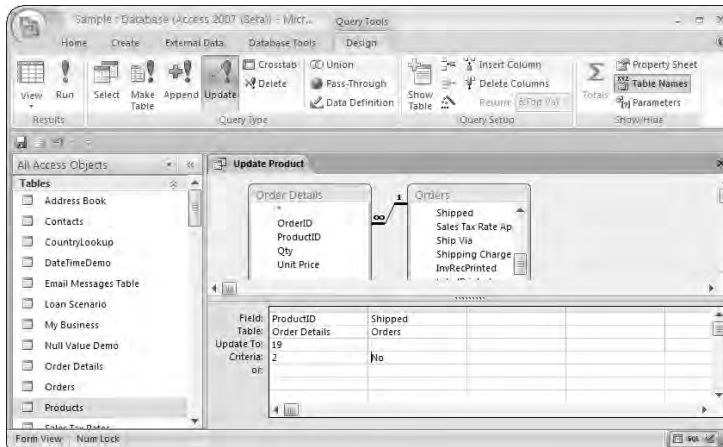 Sample : Database (Access 2007 (Beta)) - Micr...
Query Tools
Home Create External Data Database Tools Design
View Run Select Make Table Append Update
Crosstab
Delete
Union
Pass-Through
Data Definition
Show Table
Insert Column
Delete Columns
Return:
Totals
Property Sheet
Table Names
Parameters
Results Query Type Query Setup Show/Hide
All Access Objects
Update Product
Tables
Address Book
Contacts
CountryLookup
DateTimeDemo
Email Messages Table
Loan Scenario
My Business
Null Value Demo
Order Details
Orders
Products
Sales Tax Rates
Order Details
*
OrderID
ProductID
Qty
Unit Price
∞ 1
Orders
Shipped
Sales Tax Rate Ap
Ship Via
Shipping Charge
InvRecPrinted
Field: ProductID Shipped
Table: Order Details Orders
Update To: 19
Criteria: 2 No
or:
Form View Num Lock
SQL